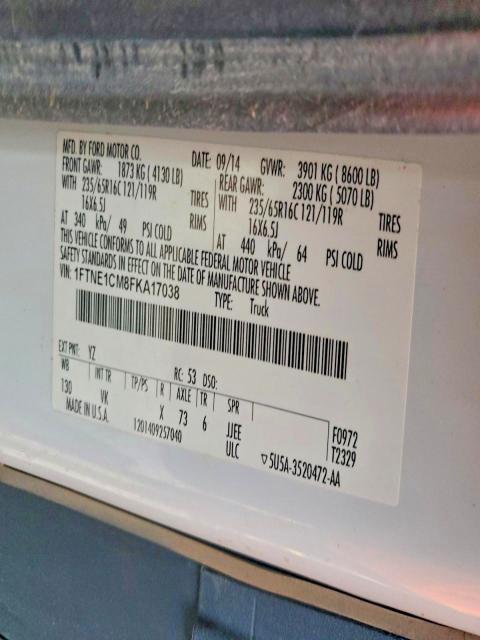 MFD. BY FORD MOTOR CO.
DATE: 09/14 GVWR: 3901 KG ( 8600 LB)
FRONT GAWR: 1873 KG ( 4130 LB) REAR GAWR: 2300 KG ( 5070 LB)
WITH 235/65R16C 121/119R TIRES WITH 235/65R16C 121/119R TIRES
16X6.5J RIMS 16X6.5J RIMS
AT 340 kPa/ 49 PSI COLD AT 440 kPa/ 64 PSI COLD
THIS VEHICLE CONFORMS TO ALL APPLICABLE FEDERAL MOTOR VEHICLE
SAFETY STANDARDS IN EFFECT ON THE DATE OF MANUFACTURE SHOWN ABOVE.
VIN: 1FTNE1CM8FKA17038 TYPE: Truck
EXT PNT: YZ RC: 53 DSO:
WB INT TR TP/PS R AXLE TR SPR
130 VK X 73 6 JJEE F0972
MADE IN U.S.A. 1201409257040 ULC T2329
▽5U5A-3520472-AA